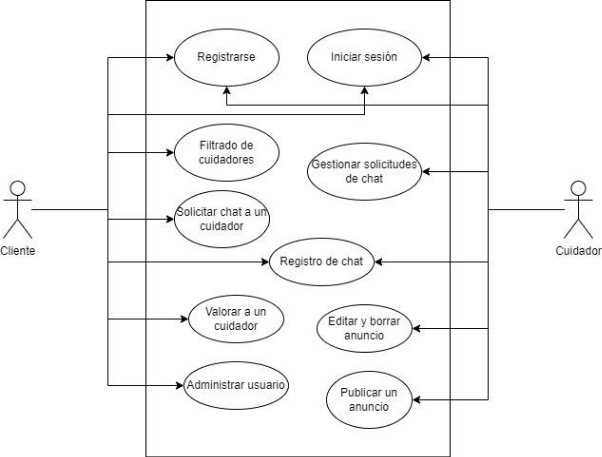 Registrarse
Iniciar sesión
Filtrado de
cuidadores
Gestionar solicitudes
de chat
Solicitar chat a un
cuidador
Cliente
Cuidador
Registro de chat
Valorar a un
cuidador
Editar y borrar
anuncio
Administrar usuario
Publicar un
anuncio